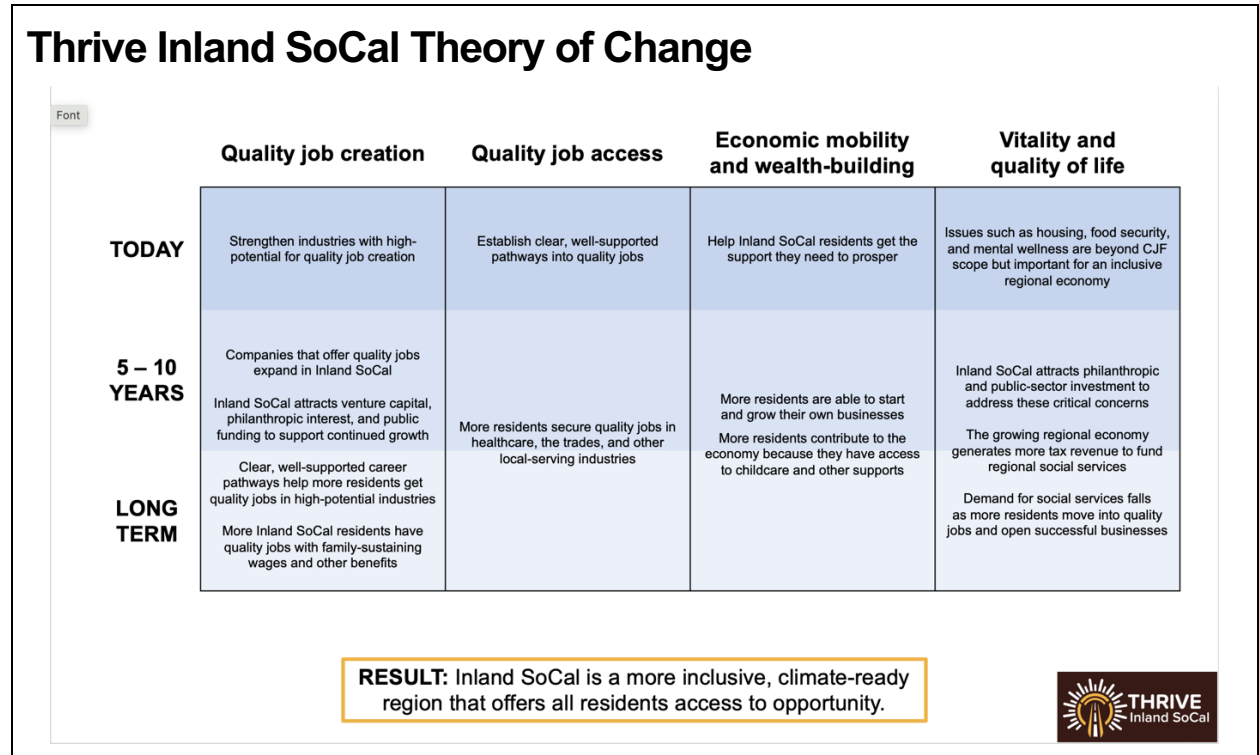 Thrive Inland SoCal Theory of Change
Font
Quality job creation
Quality job access
Economic mobility
and wealth-building
Vitality and
quality of life
TODAY
Strengthen industries with high-
potential for quality job creation
Establish clear, well-supported
pathways into quality jobs
Help Inland SoCal residents get the
support they need to prosper
Issues such as housing, food security,
and mental wellness are beyond CJF
scope but important for an inclusive
regional economy
5 – 10
YEARS
Companies that offer quality jobs
expand in Inland SoCal
Inland SoCal attracts venture capital,
philanthropic interest, and public
funding to support continued growth
LONG
TERM
Clear, well-supported career
pathways help more residents get
quality jobs in high-potential industries
More Inland SoCal residents have
quality jobs with family-sustaining
wages and other benefits
More residents secure quality jobs in
healthcare, the trades, and other
local-serving industries
More residents are able to start
and grow their own businesses
More residents contribute to the
economy because they have access
to childcare and other supports
Inland SoCal attracts philanthropic
and public-sector investment to
address these critical concerns
The growing regional economy
generates more tax revenue to fund
regional social services
Demand for social services falls
as more residents move into quality
jobs and open successful businesses
RESULT: Inland SoCal is a more inclusive, climate-ready
region that offers all residents access to opportunity.
THRIVE
Inland SoCal